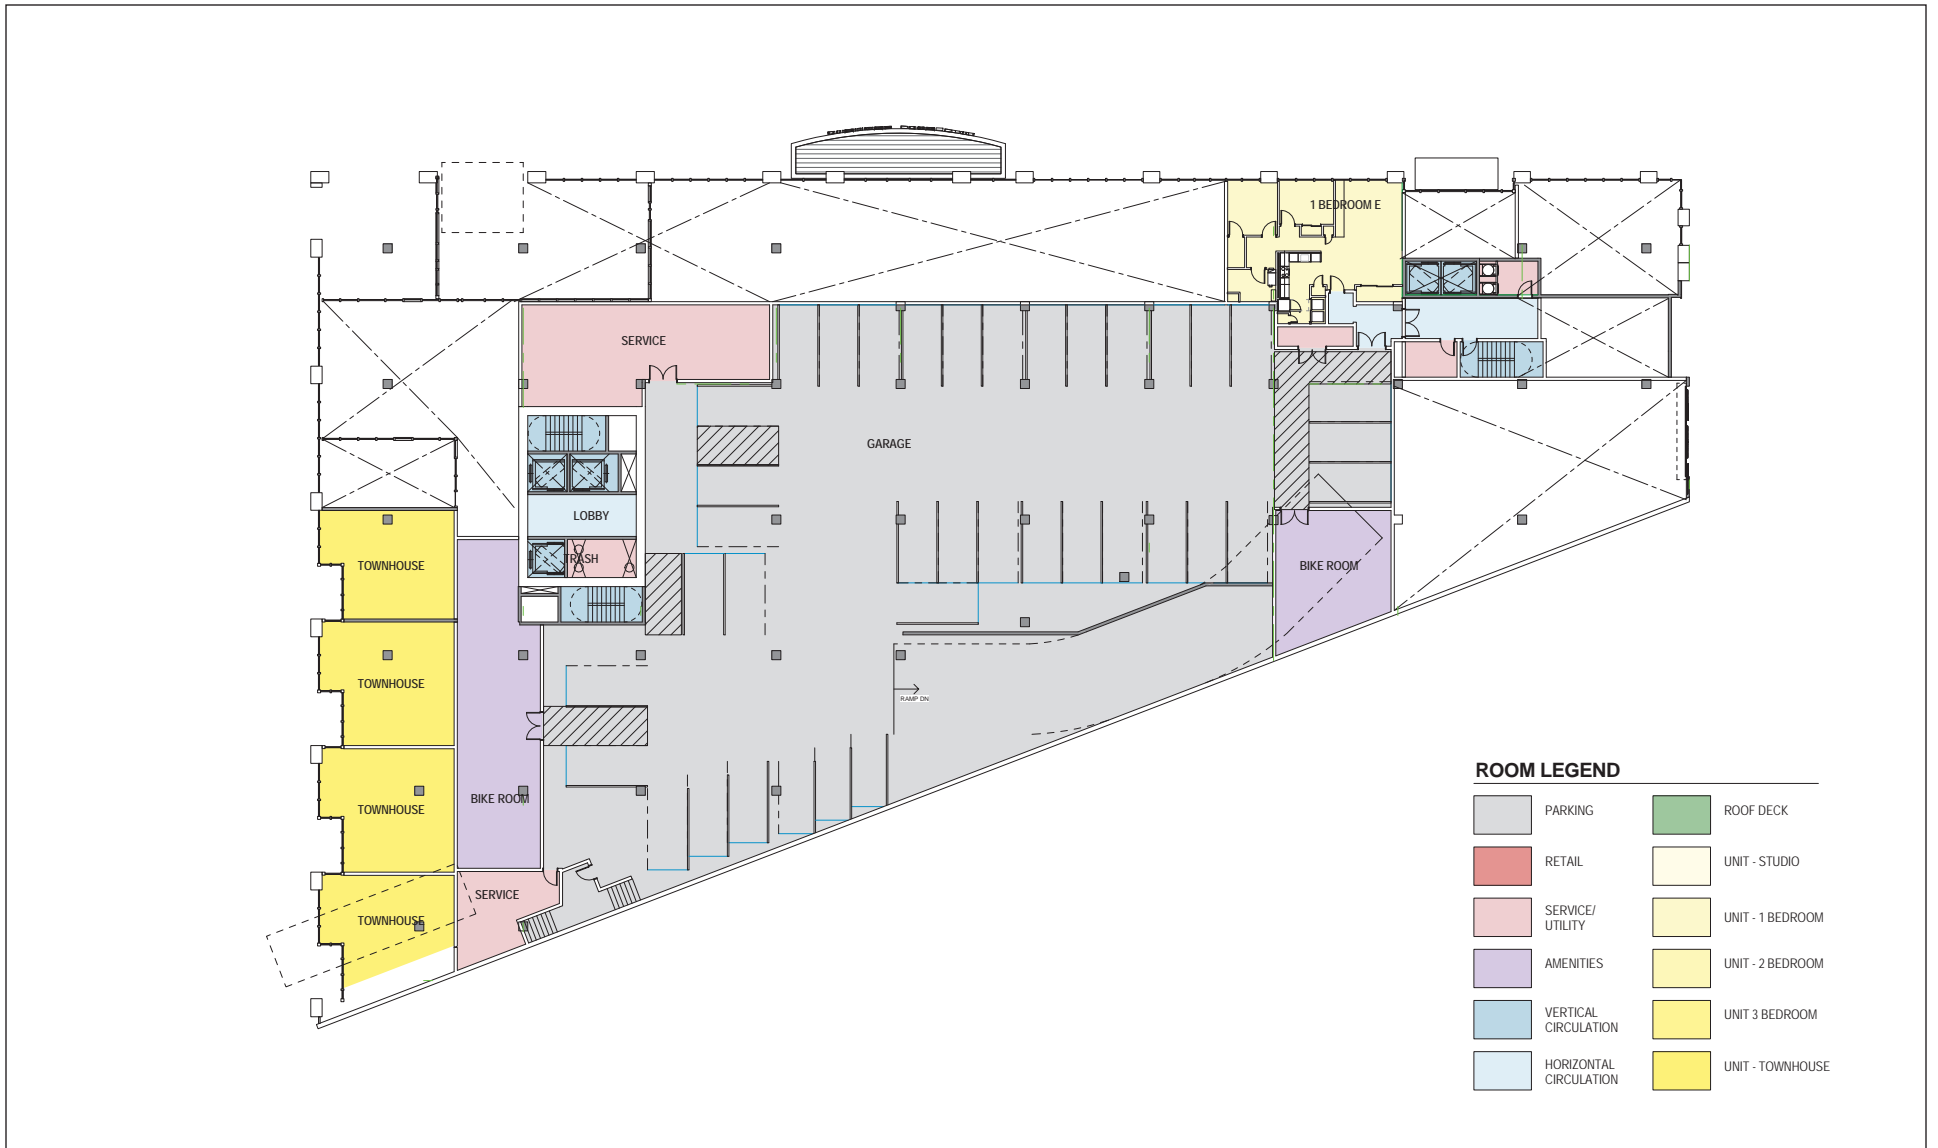 1 BEDROOM E
SERVICE
GARAGE
LOBBY
TRASH
TOWNHOUSE
BIKE ROOM
TOWNHOUSE
RAMP DN
BIKE ROOM
TOWNHOUSE
SERVICE
TOWNHOUSE
ROOM LEGEND
PARKING
RETAIL
SERVICE/
UTILITY
AMENITIES
VERTICAL
CIRCULATION
HORIZONTAL
CIRCULATION
ROOF DECK
UNIT - STUDIO
UNIT - 1 BEDROOM
UNIT - 2 BEDROOM
UNIT 3 BEDROOM
UNIT - TOWNHOUSE